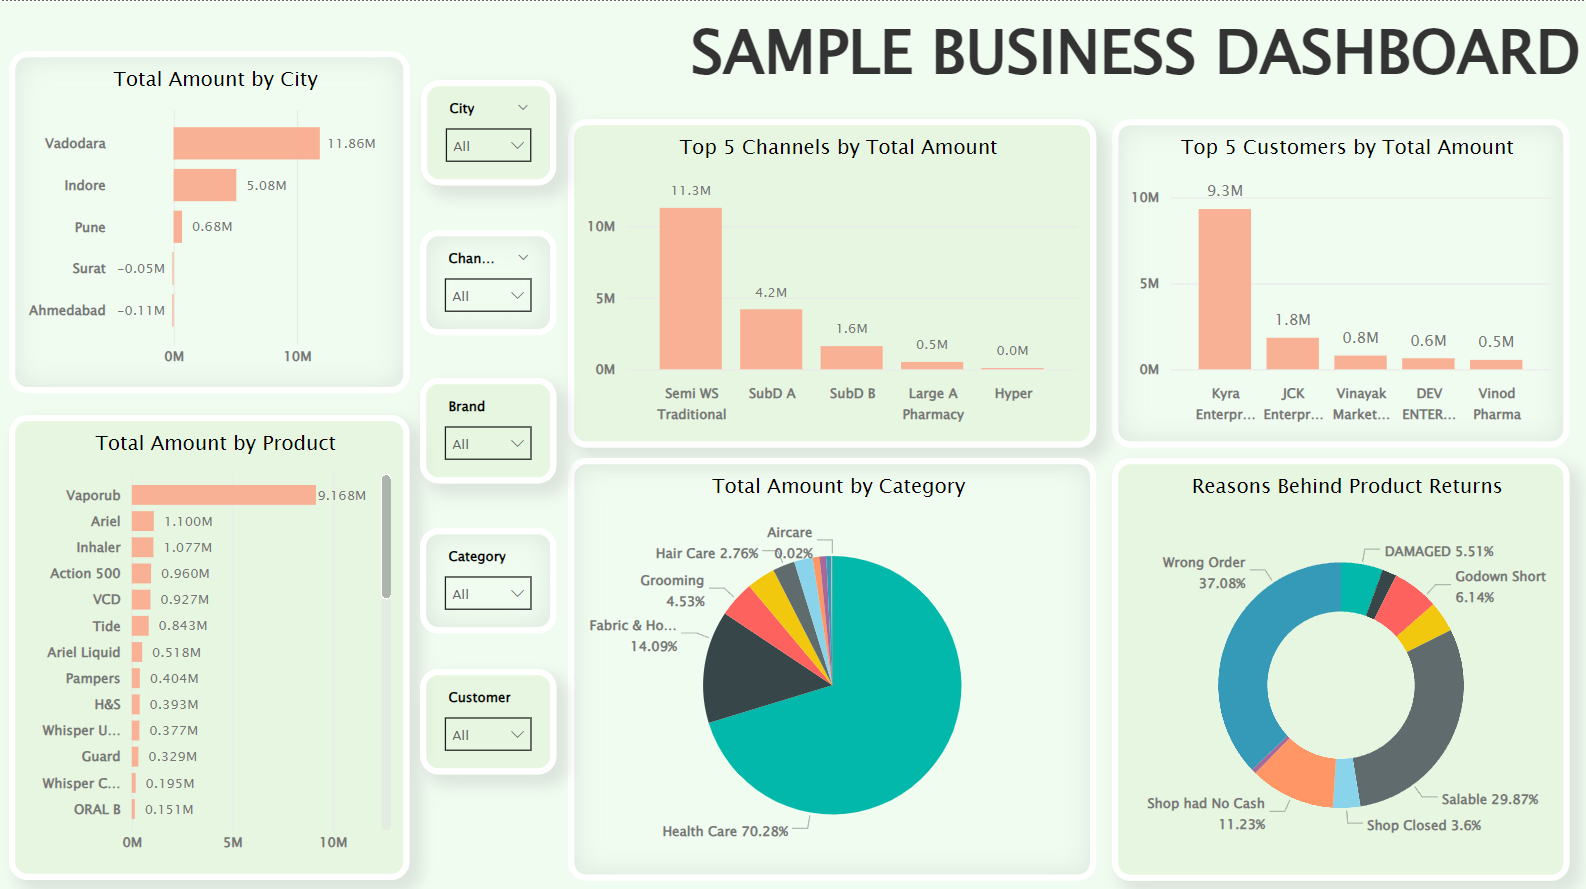 SAMPLE BUSINESS DASHBOARD
Total Amount by City
Vadodara 11.86M
Indore 5.08M
Pune 0.68M
Surat -0.05M
Ahmedabad -0.11M
0M 10M
Total Amount by Product
Vaporub 9.168M
Ariel 1.100M
Inhaler 1.077M
Action 500 0.960M
VCD 0.927M
Tide 0.843M
Ariel Liquid 0.518M
Pampers 0.404M
H&S 0.393M
Whisper U... 0.377M
Guard 0.329M
Whisper C... 0.195M
ORAL B 0.151M
0M 5M 10M
City
All
Chan...
All
Brand
All
Category
All
Customer
All
Top 5 Channels by Total Amount
11.3M
10M
4.2M
5M
1.6M
0.5M
0.0M
0M
Semi WS SubD A SubD B Large A Hyper
Traditional Pharmacy
Top 5 Customers by Total Amount
9.3M
10M
5M
1.8M
0.8M 0.6M 0.5M
0M
Kyra JCK Vinayak DEV Vinod
Enterpr... Enterpr... Market... ENTER... Pharma
Total Amount by Category
Aircare
0.02%
Hair Care 2.76%
Grooming
4.53%
Fabric & Ho...
14.09%
Health Care 70.28%
Reasons Behind Product Returns
DAMAGED 5.51%
Wrong Order
37.08%
Godown Short
6.14%
Salable 29.87%
Shop had No Cash
11.23%
Shop Closed 3.6%